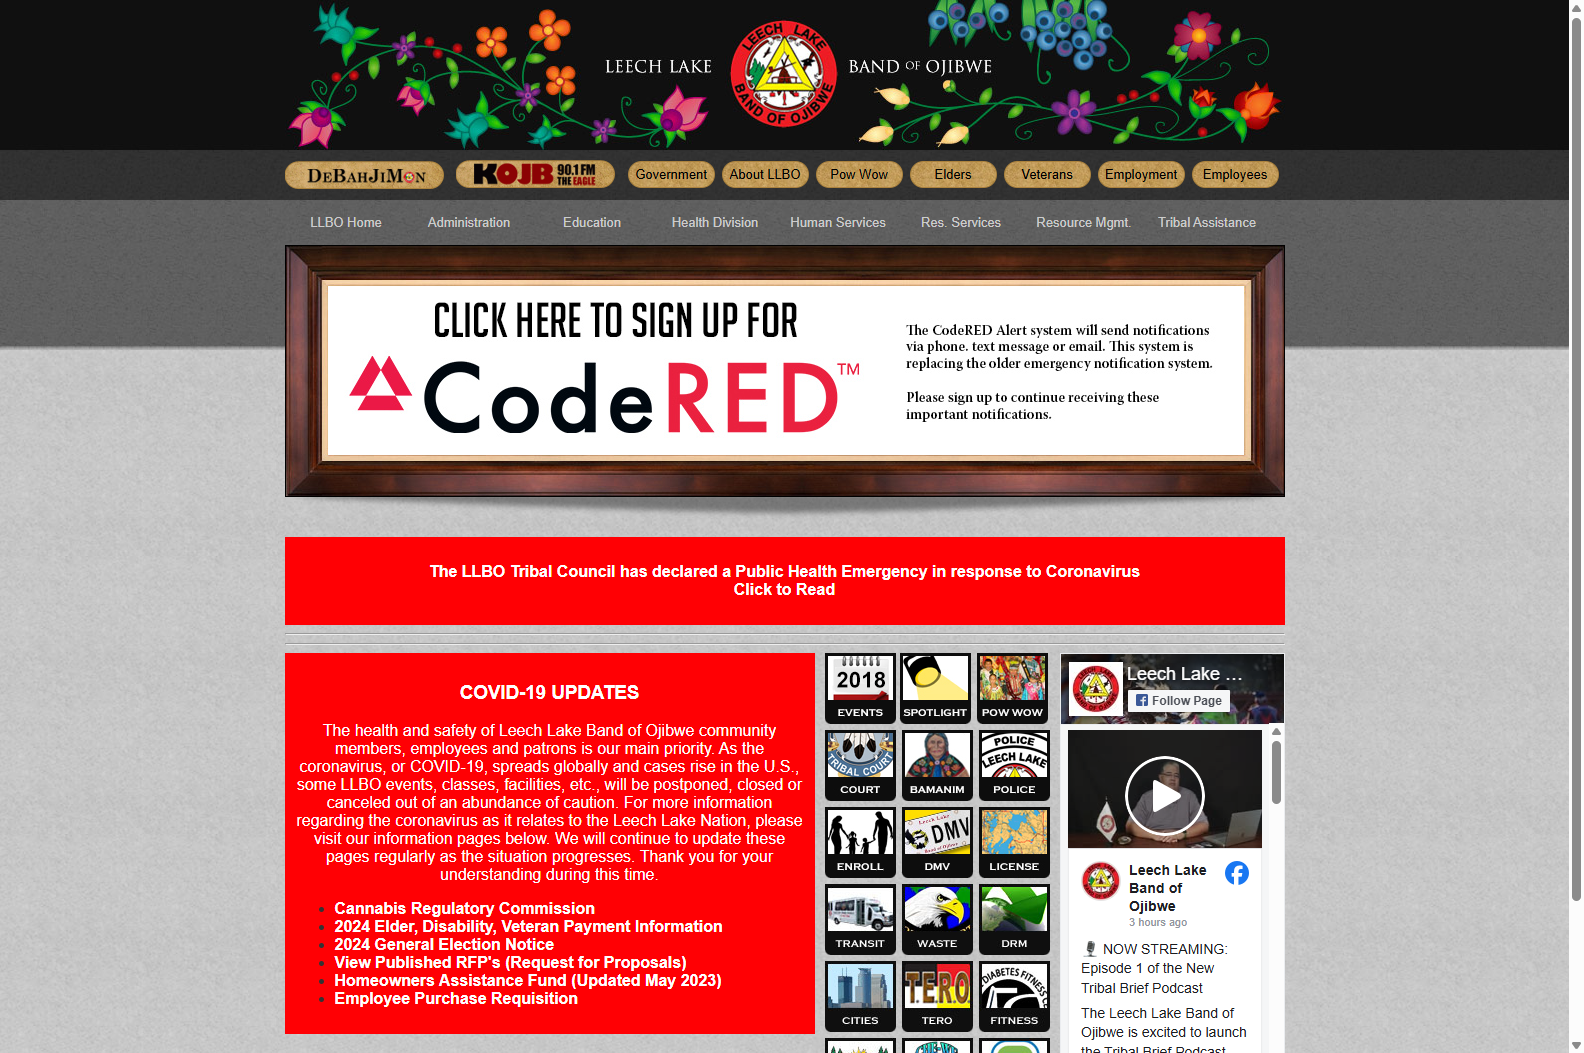 LEECH LAKE
BAND OF OJIBWE
LEECH LAKE
BAND OF OJIBWE
DEBAHJIMON
KOJB 90.1 FM THE EAGLE
Government
About LLBO
Pow Wow
Elders
Veterans
Employment
Employees
LLBO Home
Administration
Education
Health Division
Human Services
Res. Services
Resource Mgmt.
Tribal Assistance
CLICK HERE TO SIGN UP FOR
CodeRED™
The CodeRED Alert system will send notifications
via phone. text message or email. This system is
replacing the older emergency notification system.
Please sign up to continue receiving these
important notifications.
The LLBO Tribal Council has declared a Public Health Emergency in response to Coronavirus
Click to Read
COVID-19 UPDATES
The health and safety of Leech Lake Band of Ojibwe community
members, employees and patrons is our main priority. As the
coronavirus, or COVID-19, spreads globally and cases rise in the U.S.,
some LLBO events, classes, facilities, etc., will be postponed, closed or
canceled out of an abundance of caution. For more information
regarding the coronavirus as it relates to the Leech Lake Nation, please
visit our information pages below. We will continue to update these
pages regularly as the situation progresses. Thank you for your
understanding during this time.
Cannabis Regulatory Commission
2024 Elder, Disability, Veteran Payment Information
2024 General Election Notice
View Published RFP's (Request for Proposals)
Homeowners Assistance Fund (Updated May 2023)
Employee Purchase Requisition
2018
EVENTS
SPOTLIGHT
POW WOW
TRIBAL COURT
COURT
BAMANIM
POLICE
LEECH LAKE
POLICE
ENROLL
Leech Lake
DMV
Band of Ojibwe
DMV
LICENSE
TRANSIT
WASTE
DRM
CITIES
T.E.R.O
TERO
DIABETES FITNESS
FITNESS
Leech Lake ...
Follow Page
Leech Lake
Band of
Ojibwe
3 hours ago
NOW STREAMING:
Episode 1 of the New
Tribal Brief Podcast
The Leech Lake Band of
Ojibwe is excited to launch
the Tribal Brief Podcast